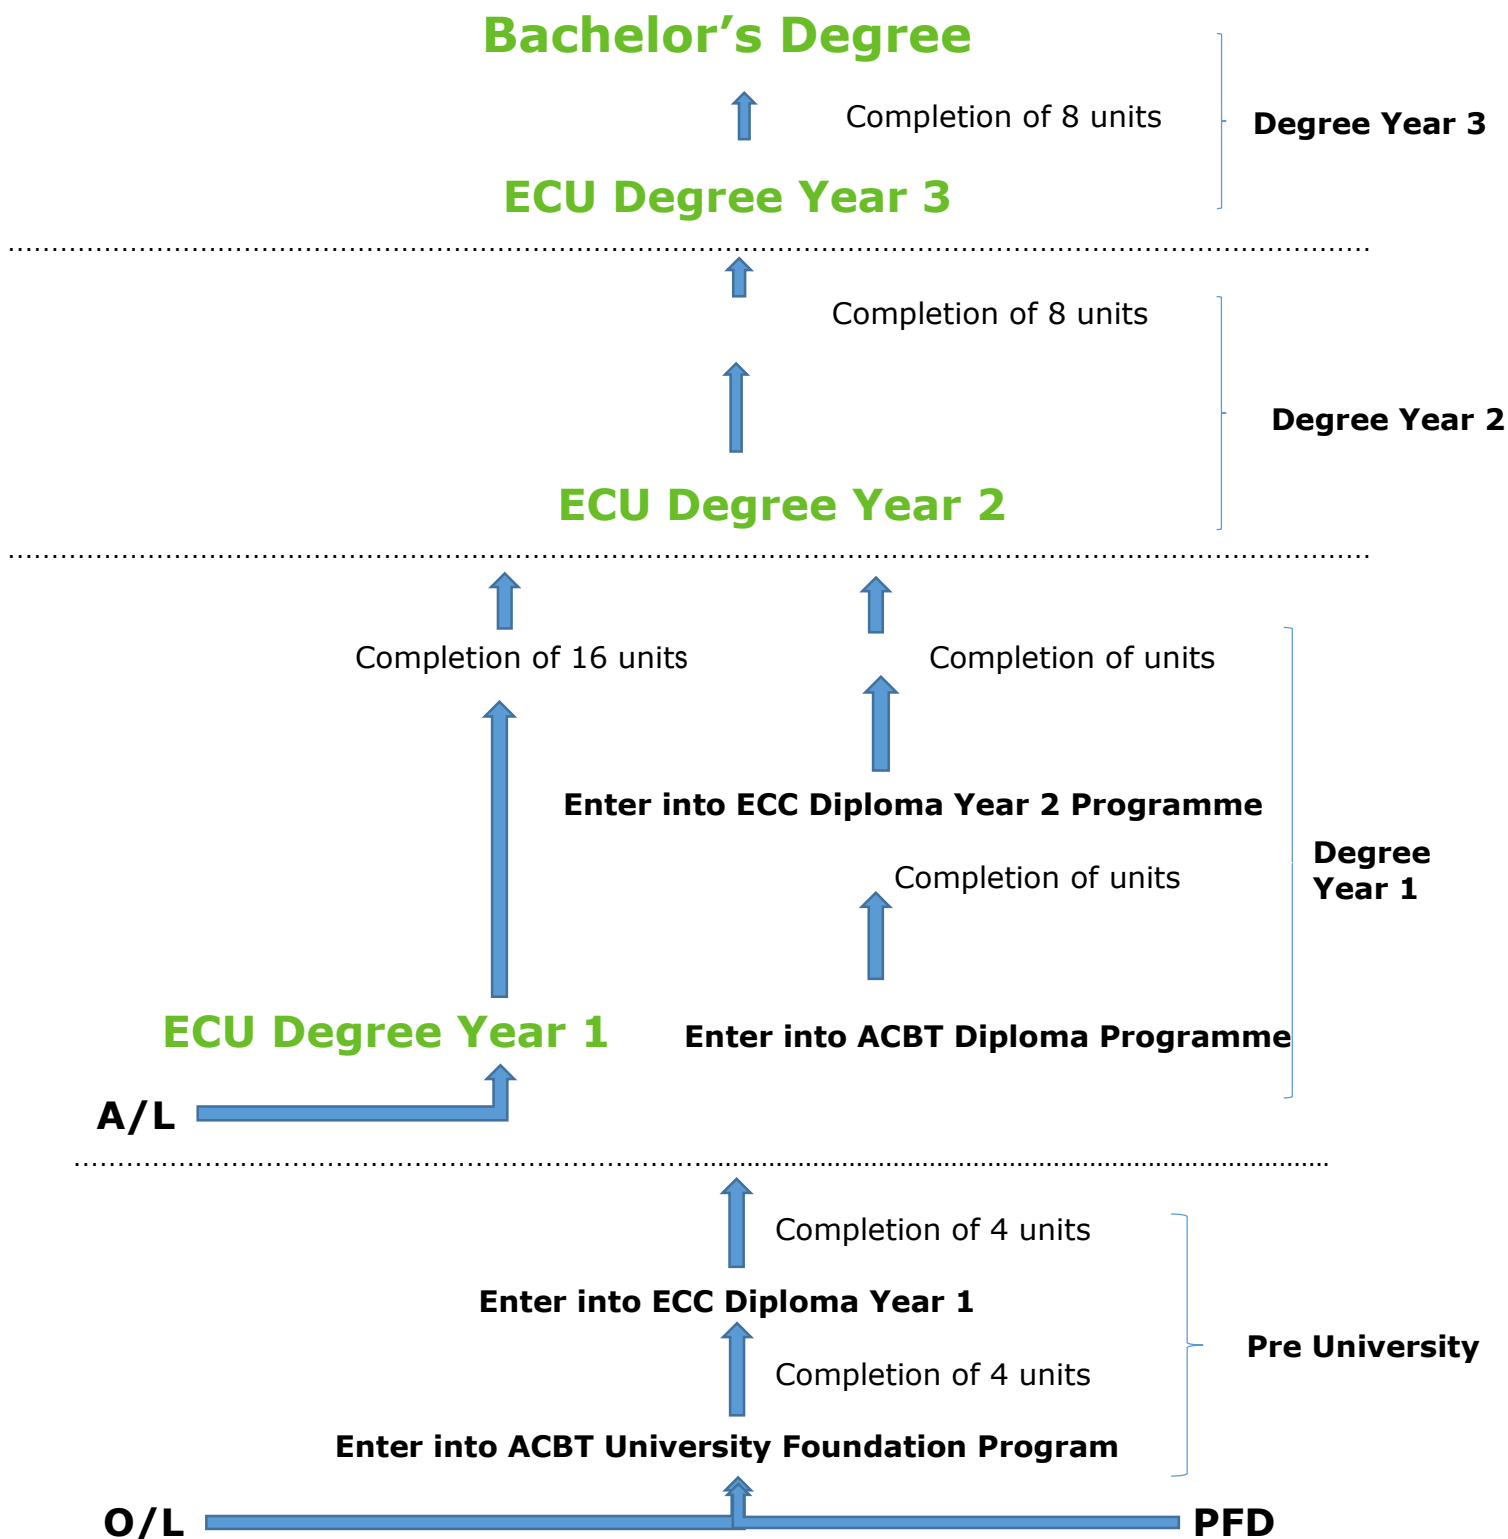 Bachelor’s Degree
Completion of 8 units
Degree Year 3
ECU Degree Year 3
Completion of 8 units
Degree Year 2
ECU Degree Year 2
Completion of 16 units
Completion of units
Enter into ECC Diploma Year 2 Programme
Degree
Year 1
Completion of units
ECU Degree Year 1
Enter into ACBT Diploma Programme
A/L
Completion of 4 units
Enter into ECC Diploma Year 1
Pre University
Completion of 4 units
Enter into ACBT University Foundation Program
O/L
PFD